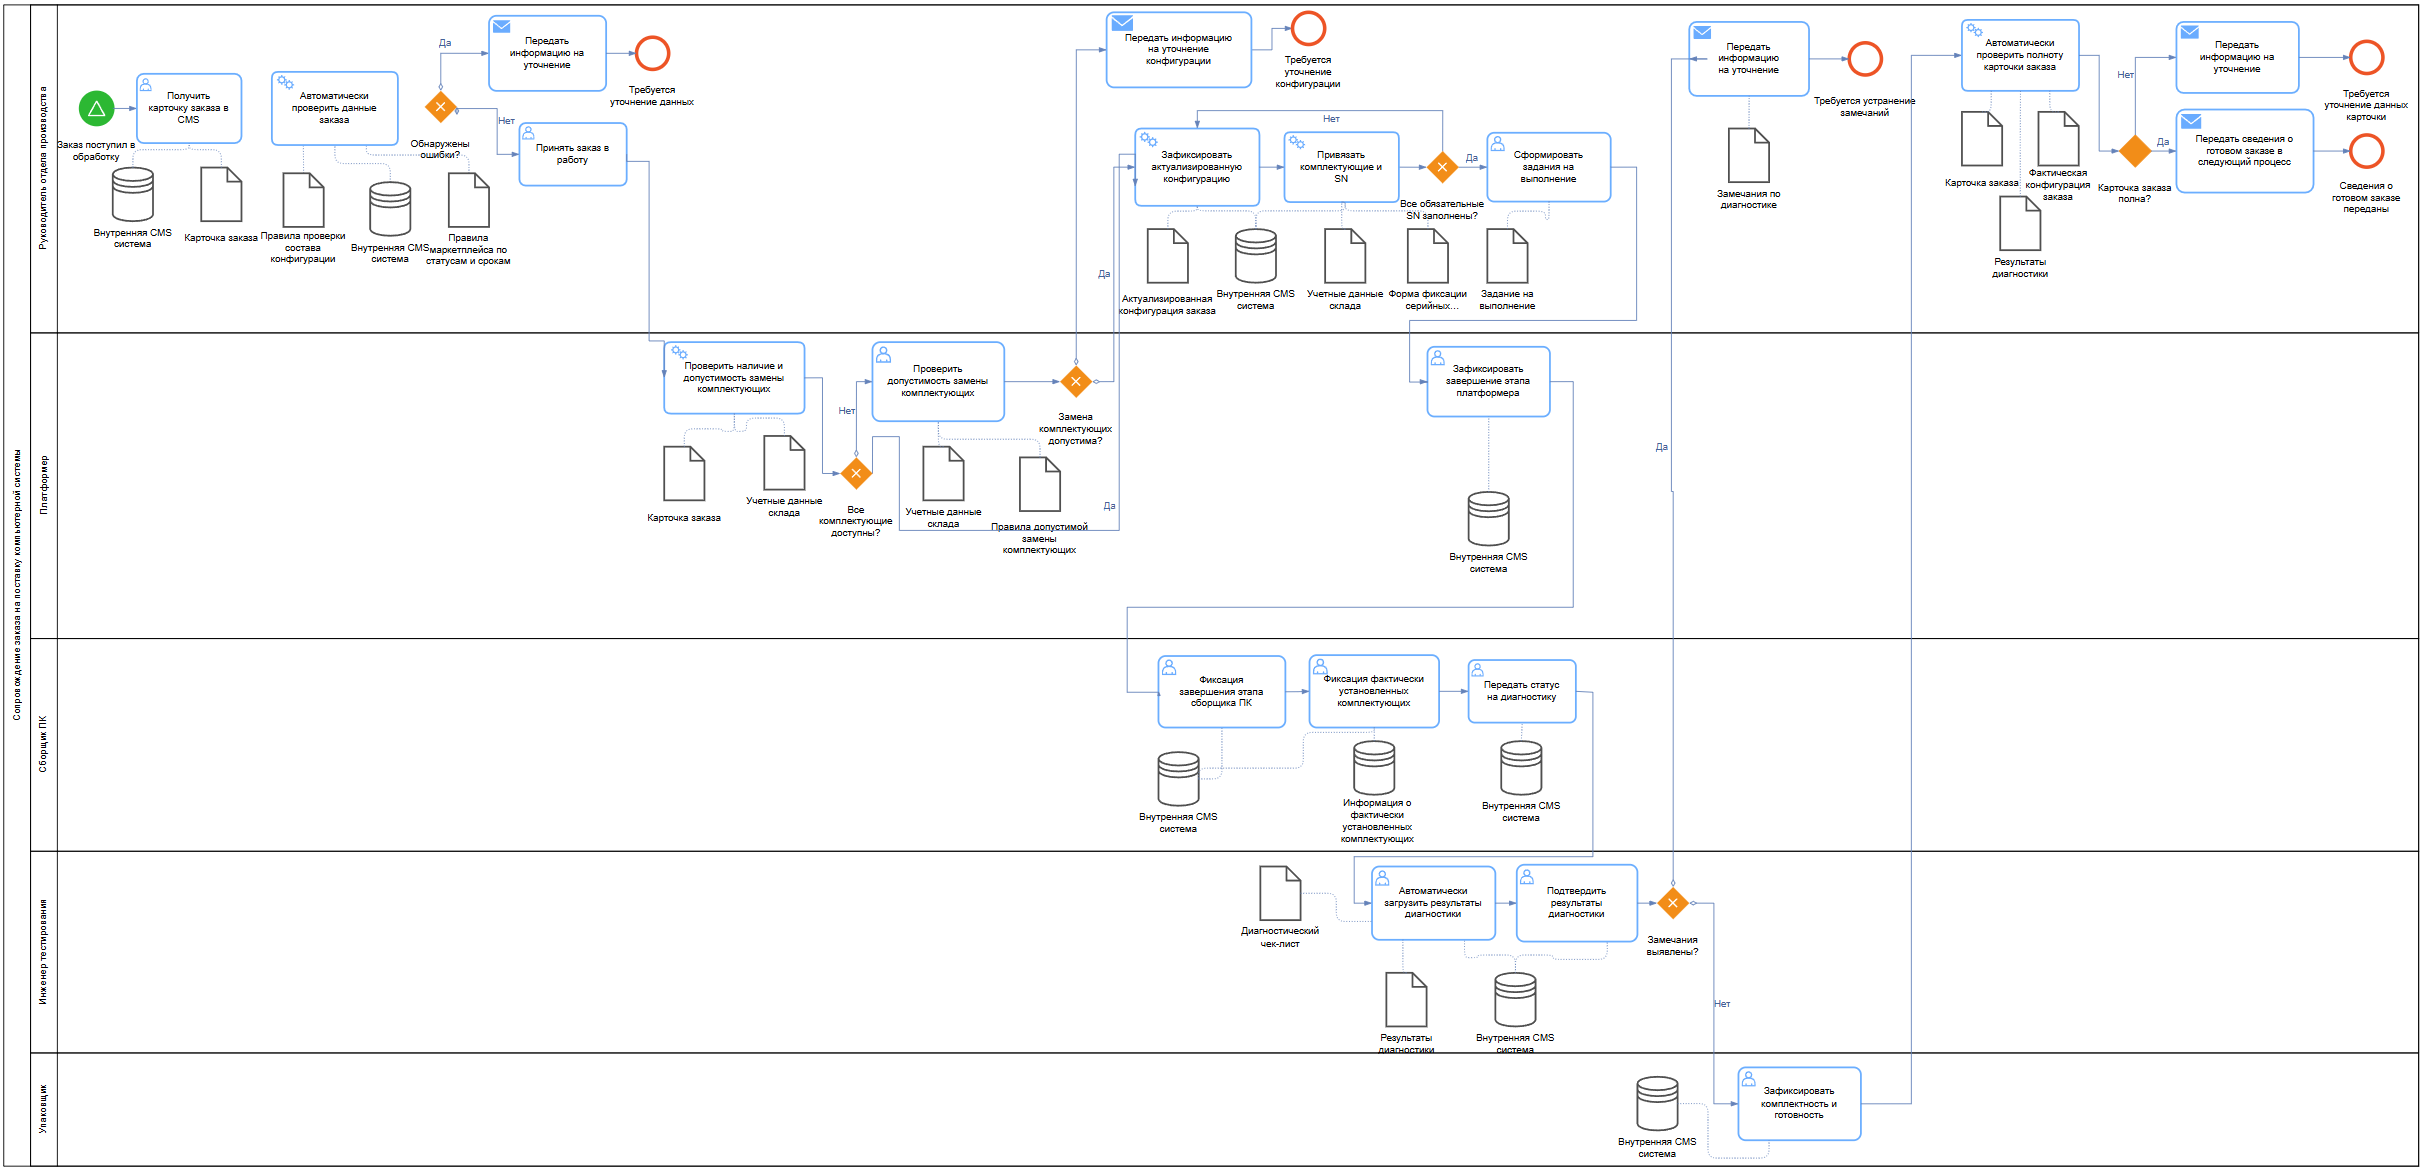 Сопровождение заказа на поставку компьютерной системы
Руководитель отдела производства
Заказ поступил в
обработку
Получить
карточку заказа в
CMS
Внутренняя CMS
система
Карточка заказа
Автоматически
проверить данные
заказа
Правила проверки
состава
конфигурации
Внутренняя CMS
система
Правила
маркетплейса по
статусам и срокам
Обнаружены
ошибки?
Да
Нет
Передать
информацию на
уточнение
Требуется
уточнение данных
Принять заказ в
работу
Передать информацию
на уточнение
конфигурации
Требуется
уточнение
конфигурации
Да
Зафиксировать
актуализированную
конфигурацию
Привязать
комплектующие и
SN
Нет
Да
Все обязательные
SN заполнены?
Сформировать
задания на
выполнение
Актуализированная
конфигурация заказа
Внутренняя CMS
система
Учетные данные
склада
Форма фиксации
серийных...
Задание на
выполнение
Передать
информацию
на уточнение
Требуется устранение
замечаний
Замечания по
диагностике
Автоматически
проверить полноту
карточки заказа
Карточка заказа
Фактическая
конфигурация
заказа
Результаты
диагностики
Карточка заказа
полна?
Нет
Да
Передать
информацию на
уточнение
Требуется
уточнение данных
карточки
Передать сведения о
готовом заказе в
следующий процесс
Сведения о
готовом заказе
переданы
Платформер
Проверить наличие и
допустимость замены
комплектующих
Карточка заказа
Учетные данные
склада
Все
комплектующие
доступны?
Нет
Да
Проверить
допустимость замены
комплектующих
Учетные данные
склада
Правила допустимой
замены
комплектующих
Замена
комплектующих
допустима?
Зафиксировать
завершение этапа
платформера
Внутренняя CMS
система
Да
Сборщик ПК
Фиксация
завершения этапа
сборщика ПК
Фиксация фактически
установленных
комплектующих
Передать статус
на диагностику
Внутренняя CMS
система
Информация о
фактически
установленных
комплектующих
Внутренняя CMS
система
Инженер тестирования
Диагностический
чек-лист
Автоматически
загрузить результаты
диагностики
Подтвердить
результаты
диагностики
Замечания
выявлены?
Нет
Результаты
диагностики
Внутренняя CMS
система
Упаковщик
Внутренняя CMS
система
Зафиксировать
комплектность и
готовность